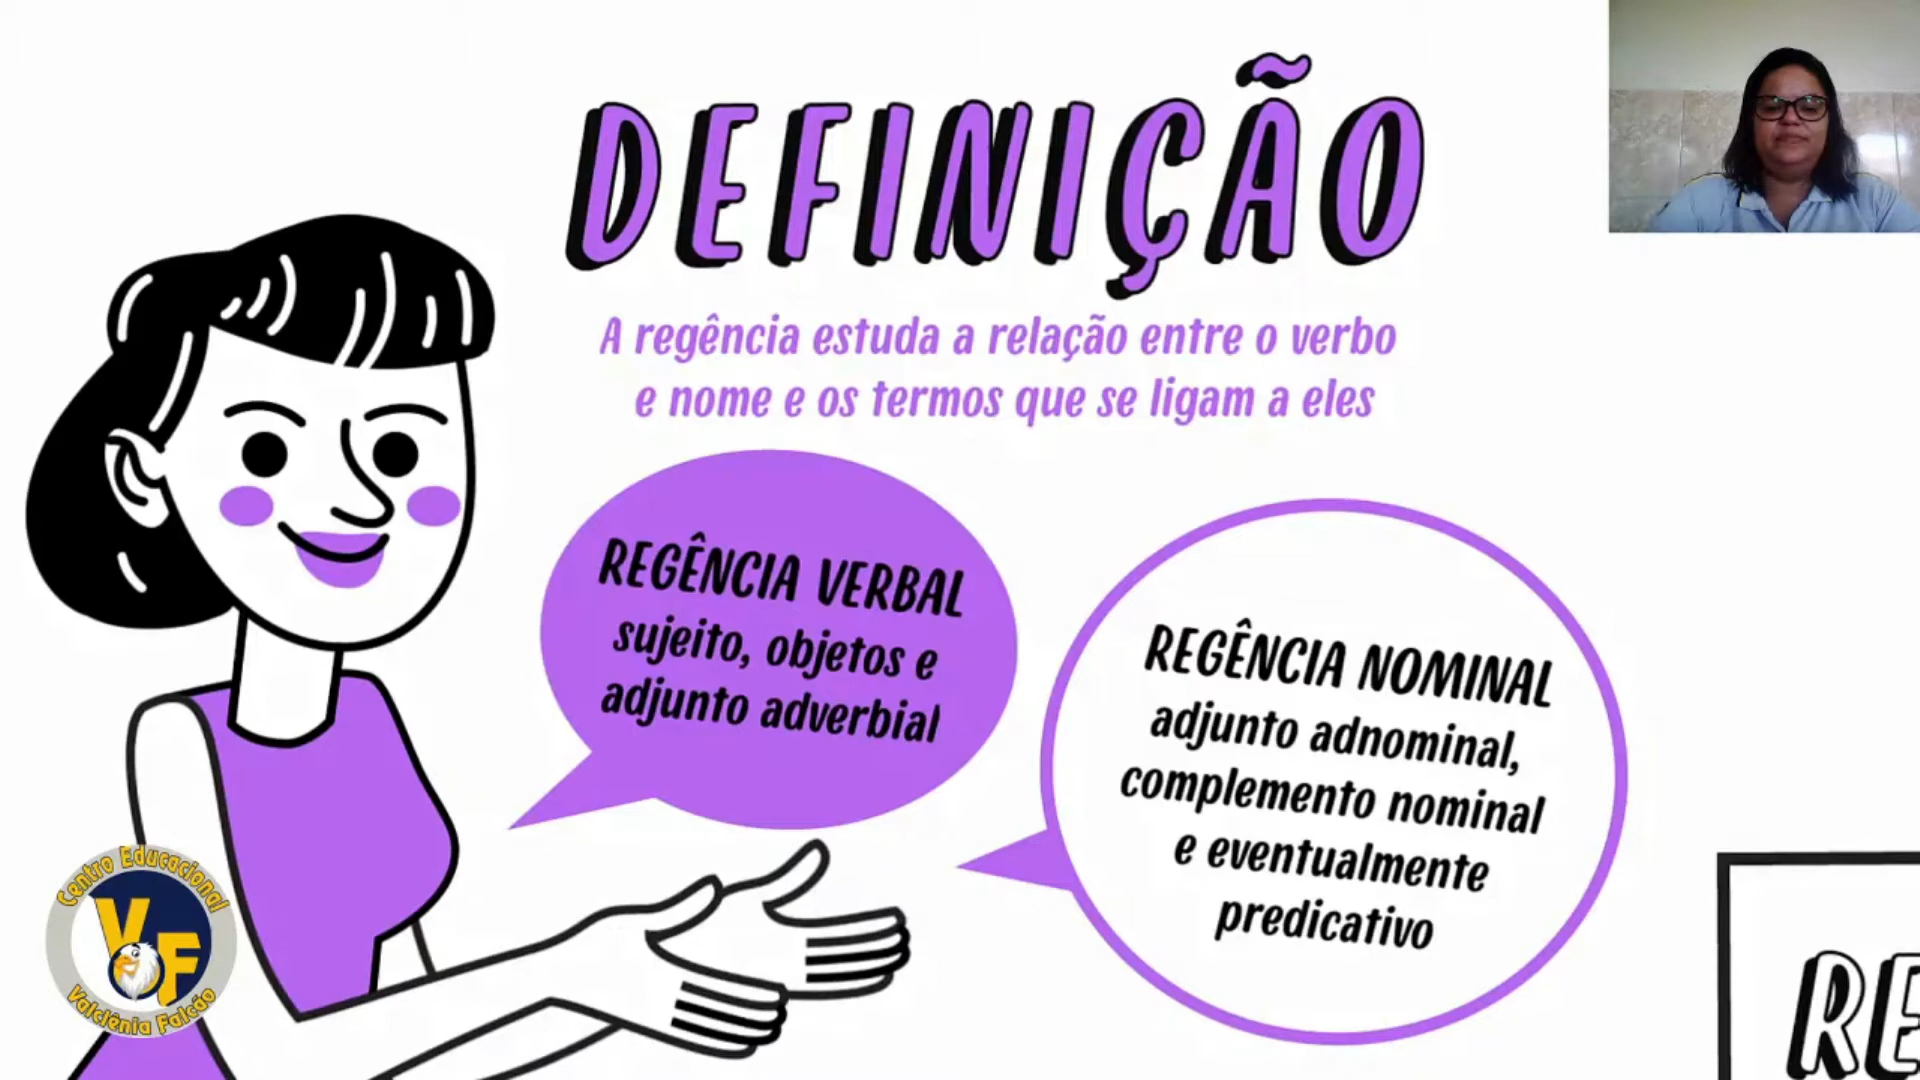 DEFINIÇÃO
A regência estuda a relação entre o verbo
e nome e os termos que se ligam a eles
REGÊNCIA VERBAL
sujeito, objetos e
adjunto adverbial
REGÊNCIA NOMINAL
adjunto adnominal,
complemento nominal
e eventualmente
predicativo
Centro Educacional
VF
Valclênia Falcão
RE